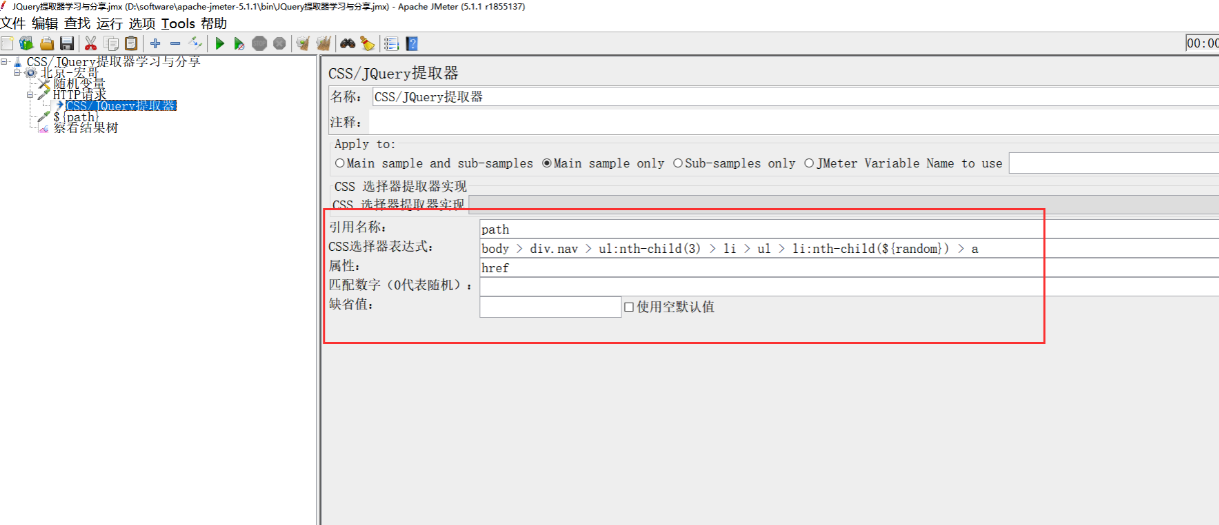 JQuery提取器学习与分享.jmx (D:\software\apache-jmeter-5.1.1\bin\JQuery提取器学习与分享.jmx) - Apache JMeter (5.1.1 r1855137)
文件 编辑 查找 运行 选项 Tools 帮助
00:00
CSS/JQuery提取器学习与分享
北京-宏哥
随机变量
HTTP请求
CSS/JQuery提取器
${path}
察看结果树
CSS/JQuery提取器
名称: CSS/JQuery提取器
注释:
Apply to:
Main sample and sub-samples Main sample only Sub-samples only JMeter Variable Name to use
CSS 选择器提取器实现
CSS 选择器提取器实现
引用名称: path
CSS选择器表达式: body > div.nav > ul:nth-child(3) > li > ul > li:nth-child(${random}) > a
属性: href
匹配数字（0代表随机）:
缺省值: 使用空默认值